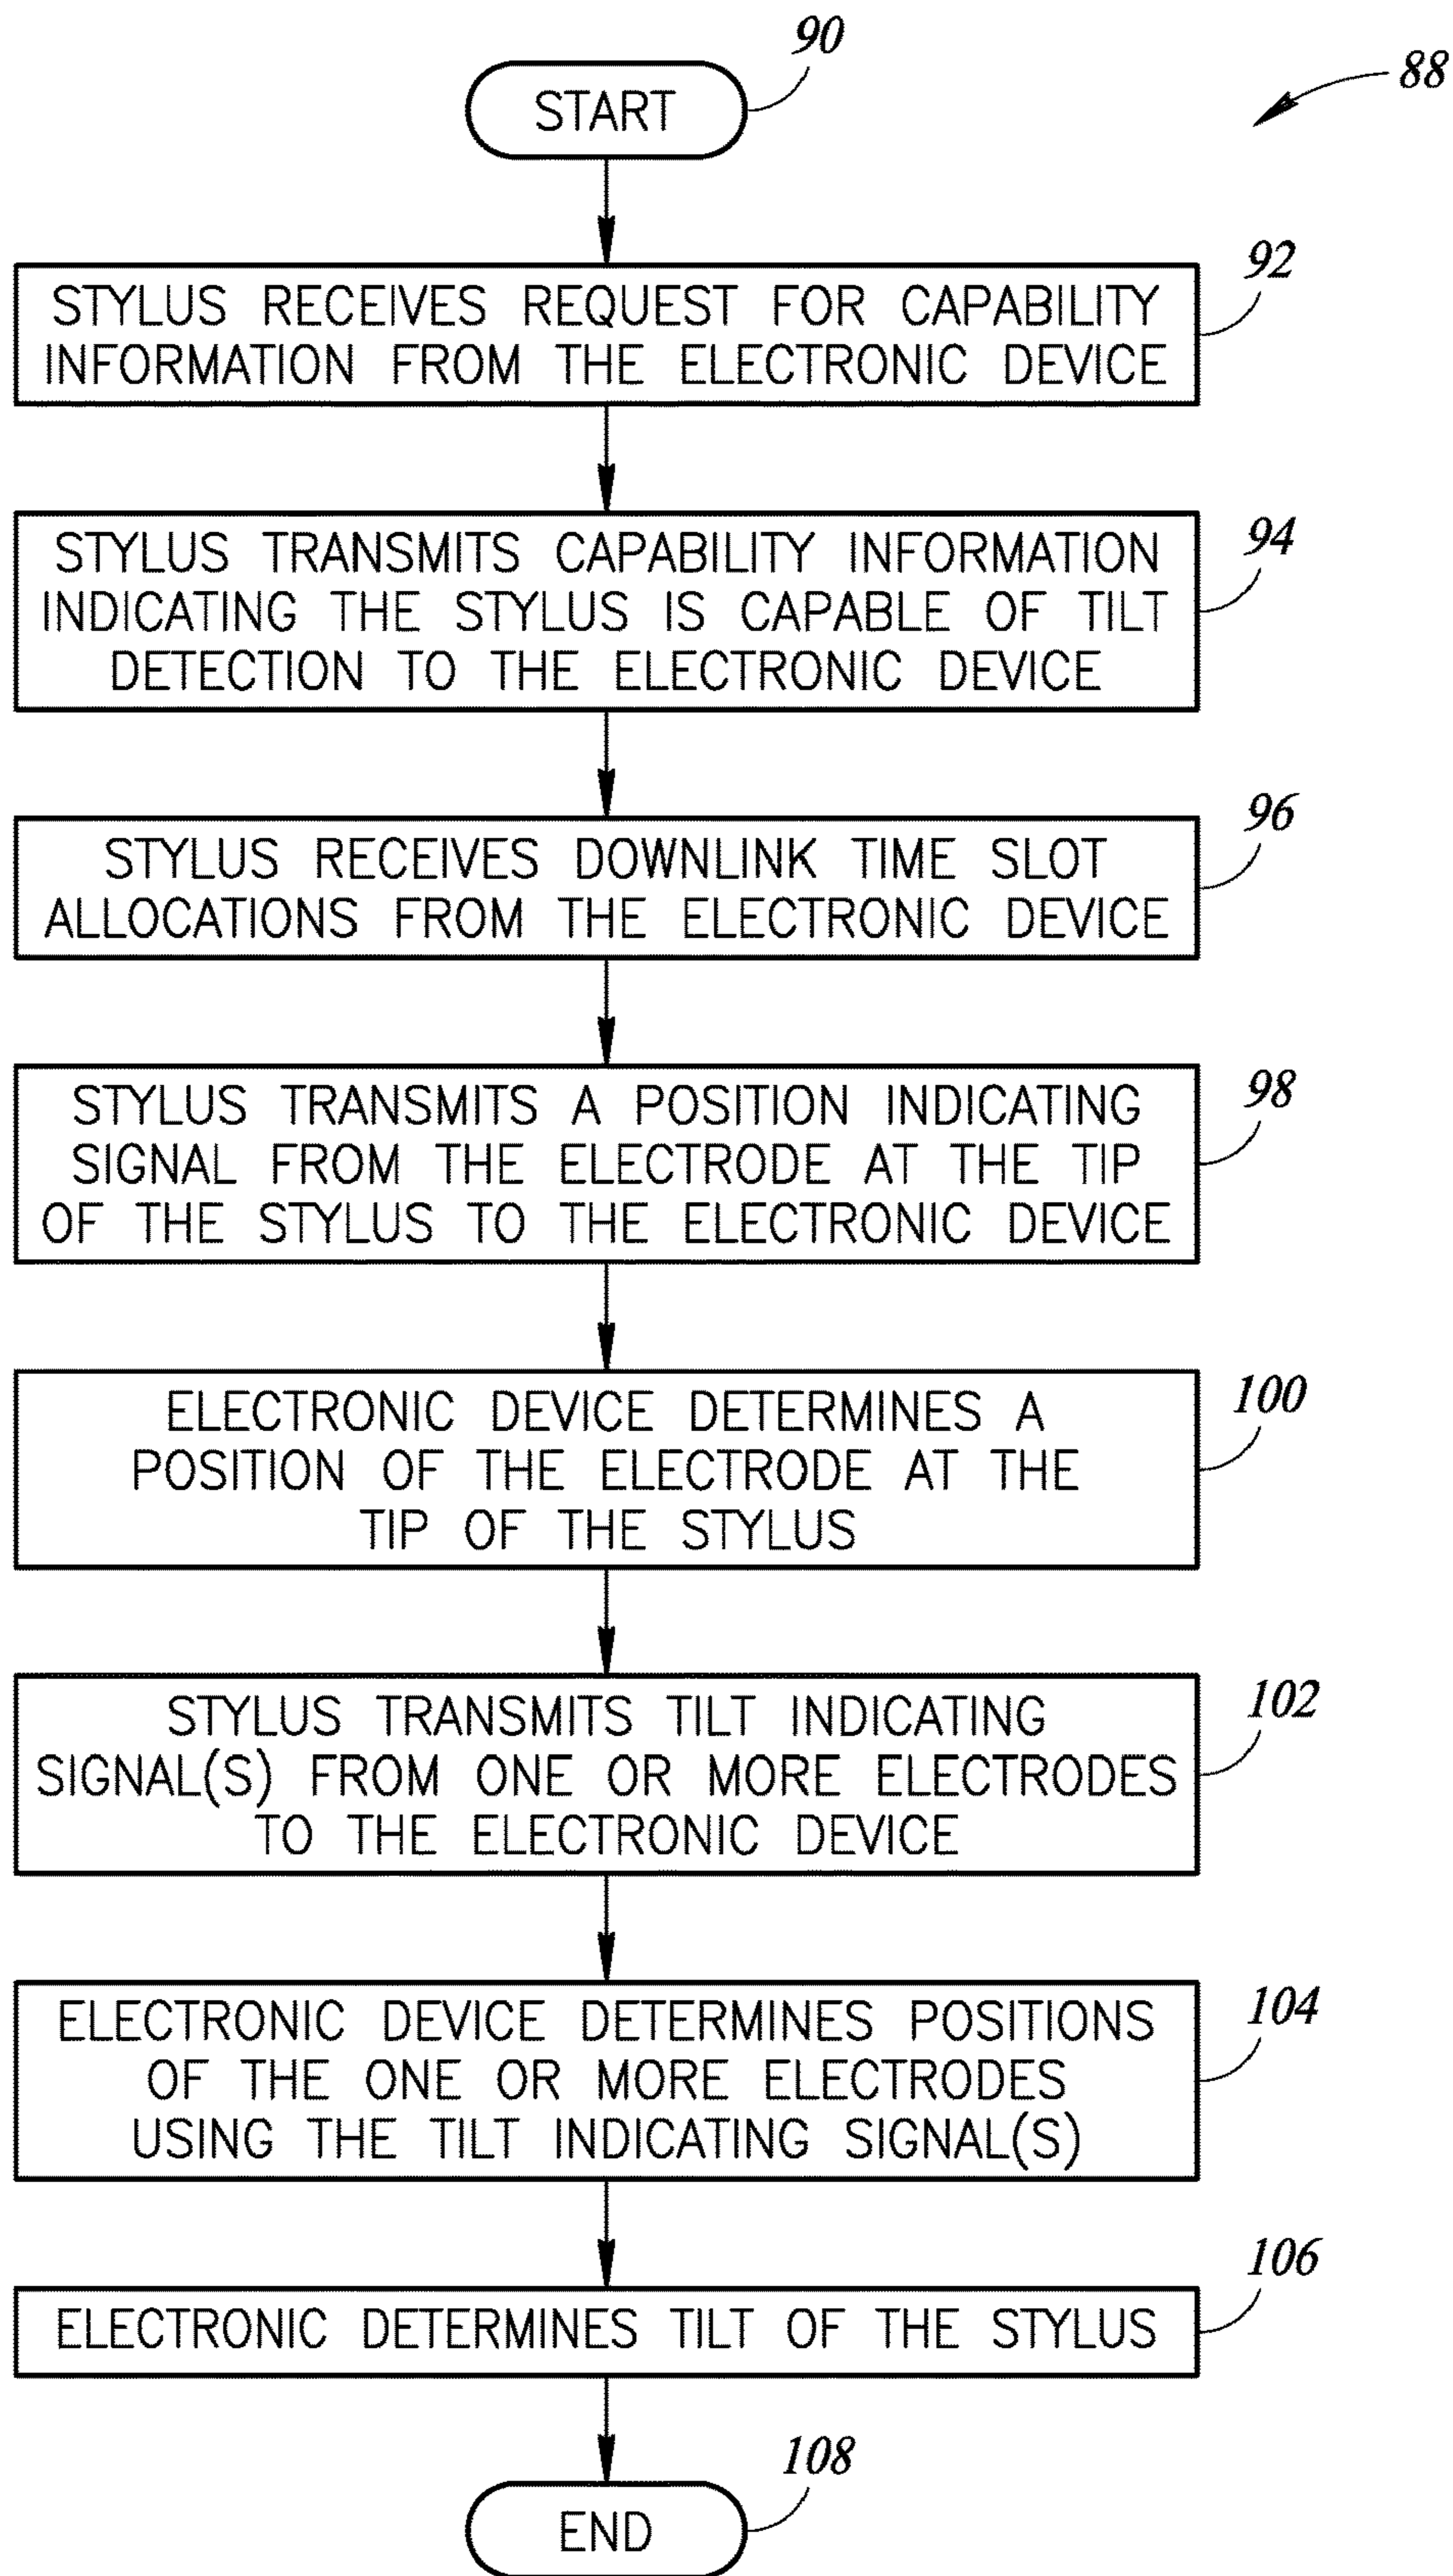 90
88
START
92
STYLUS RECEIVES REQUEST FOR CAPABILITY
INFORMATION FROM THE ELECTRONIC DEVICE
94
STYLUS TRANSMITS CAPABILITY INFORMATION
INDICATING THE STYLUS IS CAPABLE OF TILT
DETECTION TO THE ELECTRONIC DEVICE
96
STYLUS RECEIVES DOWNLINK TIME SLOT
ALLOCATIONS FROM THE ELECTRONIC DEVICE
98
STYLUS TRANSMITS A POSITION INDICATING
SIGNAL FROM THE ELECTRODE AT THE TIP
OF THE STYLUS TO THE ELECTRONIC DEVICE
100
ELECTRONIC DEVICE DETERMINES A
POSITION OF THE ELECTRODE AT THE
TIP OF THE STYLUS
102
STYLUS TRANSMITS TILT INDICATING
SIGNAL(S) FROM ONE OR MORE ELECTRODES
TO THE ELECTRONIC DEVICE
104
ELECTRONIC DEVICE DETERMINES POSITIONS
OF THE ONE OR MORE ELECTRODES
USING THE TILT INDICATING SIGNAL(S)
106
ELECTRONIC DETERMINES TILT OF THE STYLUS
108
END